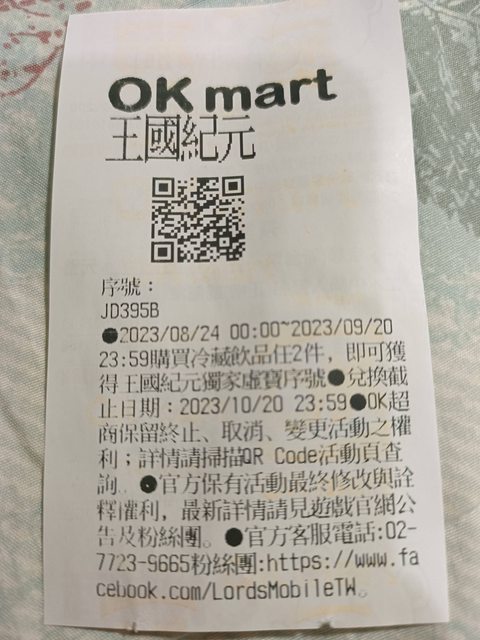 OK mart
王國紀元
序號：
JD395B
●2023/08/24 00:00~2023/09/20
23:59購買冷藏飲品任2件，即可獲
得王國紀元獨家虛寶序號●兌換截
止日期：2023/10/20 23:59●OK超
商保留終止、取消、變更活動之權
利；詳情請掃描QR Code活動頁查
詢。●官方保有活動最終修改與詮
釋權利，最新詳情請見遊戲官網公
告及粉絲團。●官方客服電話:02-
7723-9665粉絲團:https://www.fa
cebook.com/LordsMobileTW。